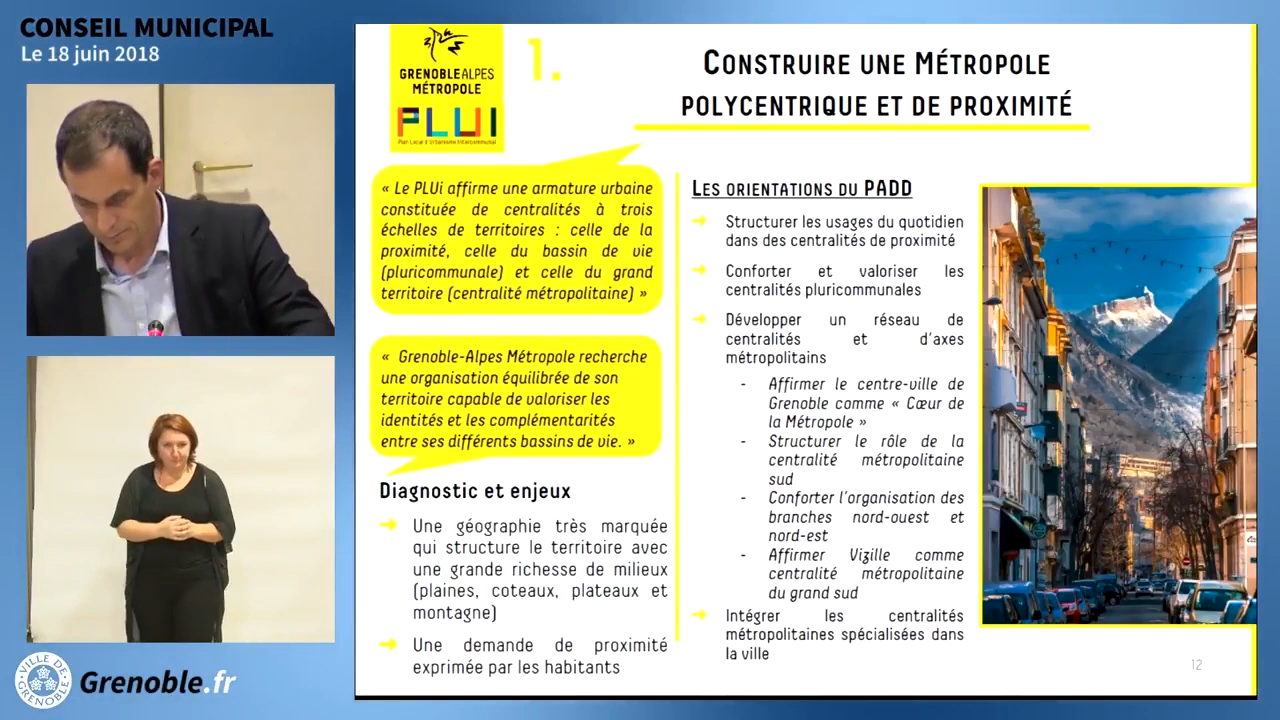 CONSEIL MUNICIPAL
Le 18 juin 2018
GRENOBLEALPES
MÉTROPOLE
PLUI
Plan Local d'Urbanisme Intercommunal
1.
CONSTRUIRE UNE MÉTROPOLE
POLYCENTRIQUE ET DE PROXIMITÉ
« Le PLUi affirme une armature urbaine
constituée de centralités à trois
échelles de territoires : celle de la
proximité, celle du bassin de vie
(pluricommunale) et celle du grand
territoire (centralité métropolitaine) »
« Grenoble-Alpes Métropole recherche
une organisation équilibrée de son
territoire capable de valoriser les
identités et les complémentarités
entre ses différents bassins de vie. »
Diagnostic et enjeux
Une géographie très marquée
qui structure le territoire avec
une grande richesse de milieux
(plaines, coteaux, plateaux et
montagne)
Une demande de proximité
exprimée par les habitants
LES ORIENTATIONS DU PADD
Structurer les usages du quotidien
dans des centralités de proximité
Conforter et valoriser les
centralités pluricommunales
Développer un réseau de
centralités et d'axes
métropolitains
- Affirmer le centre-ville de
Grenoble comme « Cœur de
la Métropole »
- Structurer le rôle de la
centralité métropolitaine
sud
- Conforter l'organisation des
branches nord-ouest et
nord-est
- Affirmer Vizille comme
centralité métropolitaine
du grand sud
Intégrer les centralités
métropolitaines spécialisées dans
la ville
12
VILLE DE
GRENOBLE
Grenoble.fr